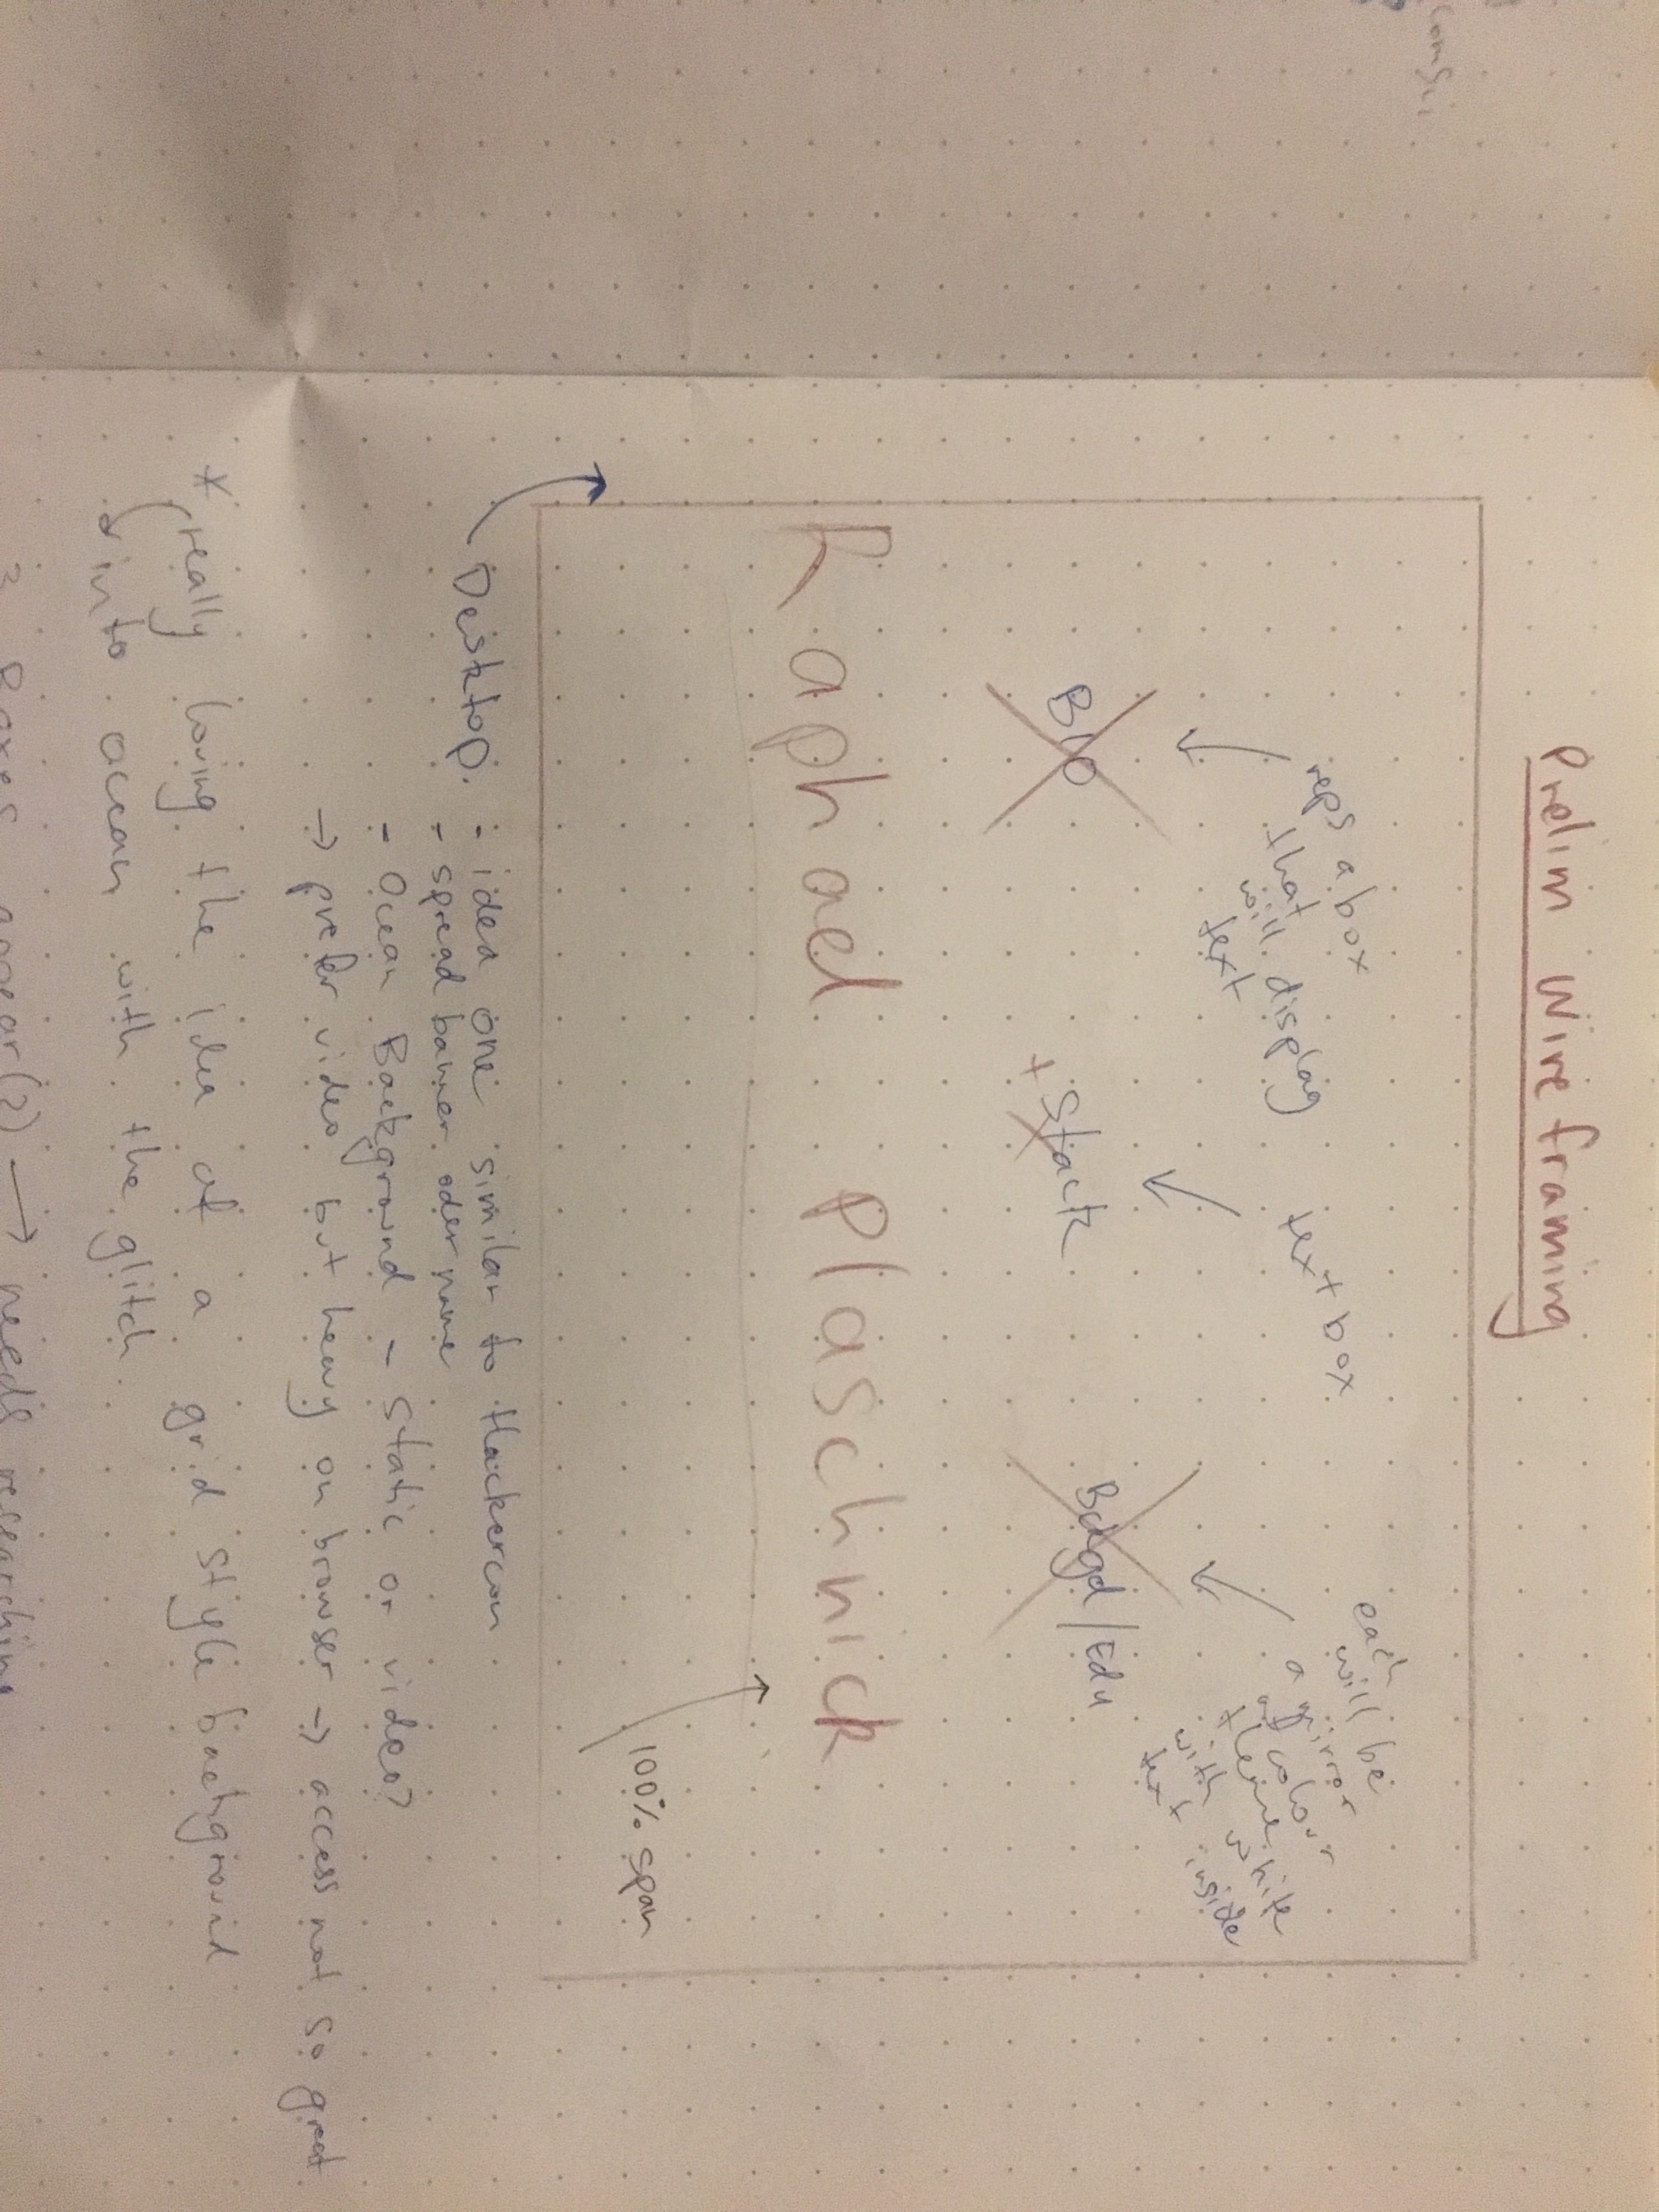 ComSci
Prelim Wireframing
reps a box
that
will display
text
text box
each
will be
a mirror
of colour
theme
with white
text inside
BIO
+ Stack
Bckgd / Edu
Raphael Plaschnick
100% span
Desktop. - idea one similar to Hackercon
- spread banner oder name
- Ocean Background - static or video?
→ prefer video but heavy on browser → access not so great
* really loving the idea of a grid style background
→ into ocean with the glitch.
3 Boxes appear(?) → needs researching